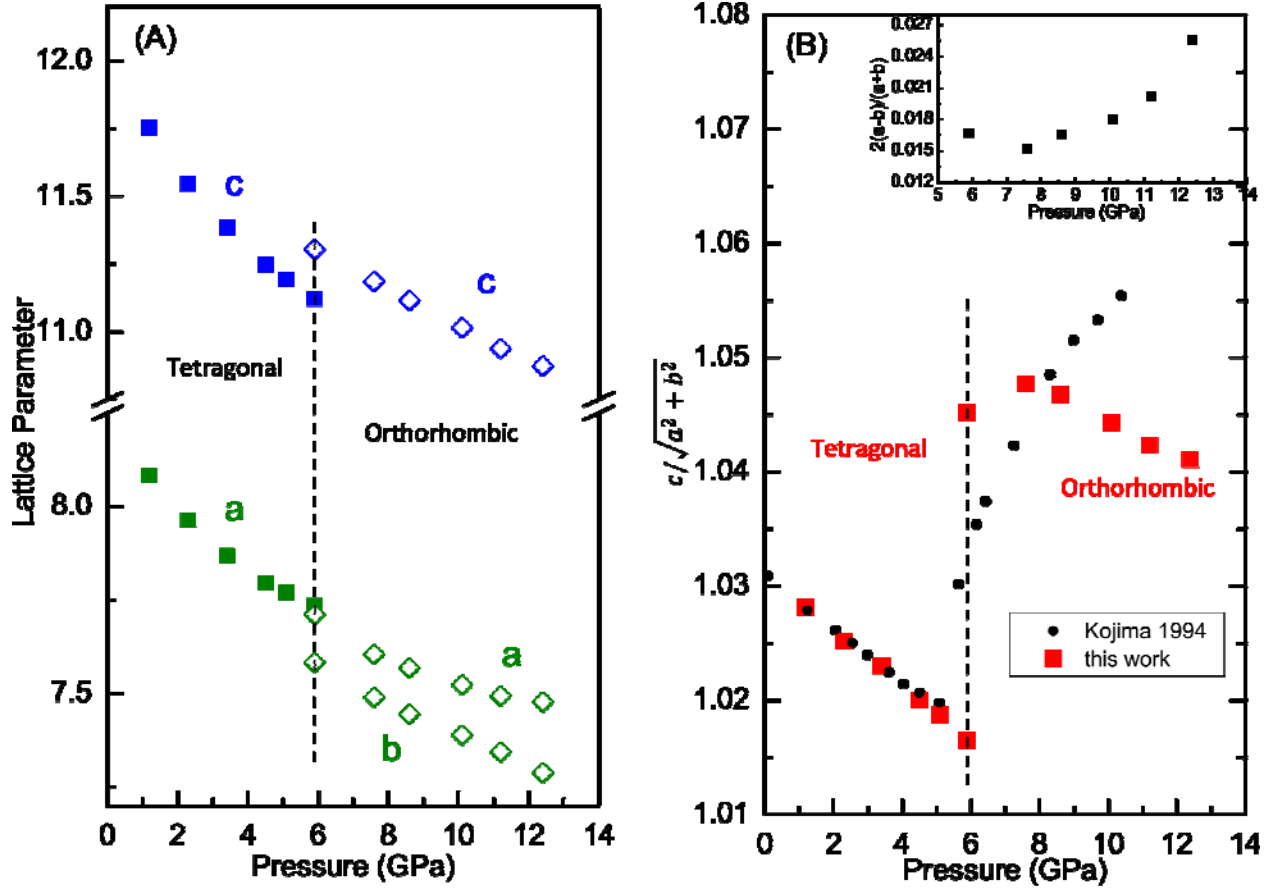 (A)
12.0
11.5
11.0
8.0
7.5
Lattice Parameter
c
c
Tetragonal
Orthorhombic
a
a
b
0 2 4 6 8 10 12 14
Pressure (GPa)
(B)
1.08
1.07
1.06
1.05
1.04
1.03
1.02
1.01
c/√a² + b²
0.027
0.024
0.021
0.018
0.015
0.012
2(a-b)/(a+b)
5 6 7 8 9 10 11 12 13 14
Pressure (GPa)
Tetragonal
Orthorhombic
Kojima 1994
this work
0 2 4 6 8 10 12 14
Pressure (GPa)